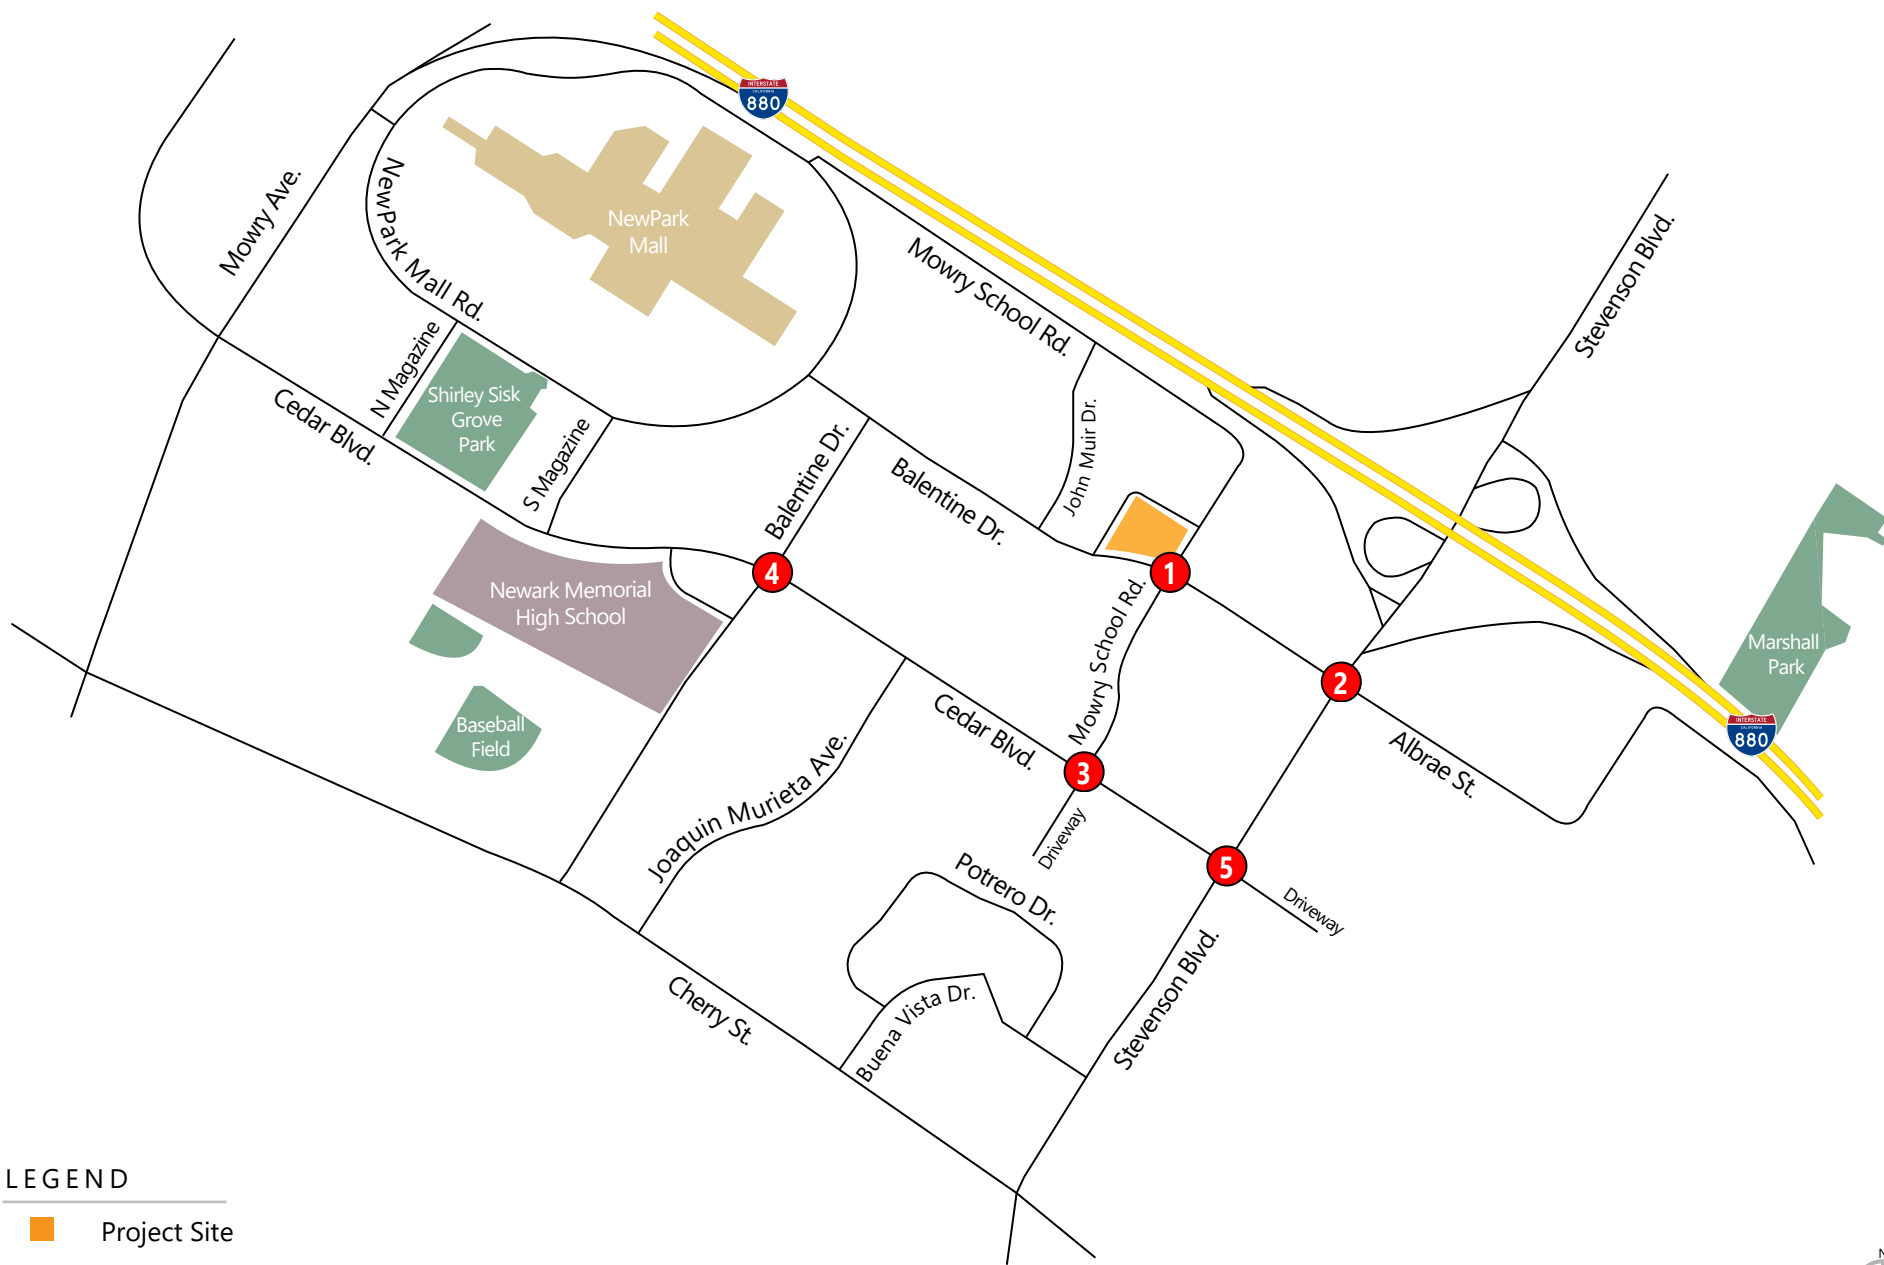 INTERSTATE
CALIFORNIA
880
Mowry Ave.
NewPark Mall Rd.
NewPark
Mall
Mowry School Rd.
Stevenson Blvd.
N Magazine
Shirley Sisk
Grove
Park
Cedar Blvd.
S Magazine
Balentine Dr.
Balentine Dr.
John Muir Dr.
Newark Memorial
High School
4
1
Mowry School Rd.
Marshall
Park
2
INTERSTATE
CALIFORNIA
880
Baseball
Field
Cedar Blvd.
Joaquin Murieta Ave.
3
Albrae St.
Driveway
5
Driveway
Potrero Dr.
Stevenson Blvd.
Buena Vista Dr.
Cherry St.
LEGEND
Project Site
N